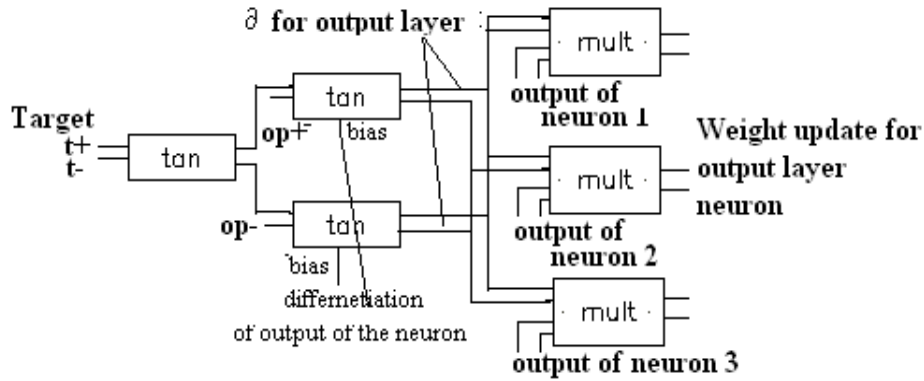 ∂ for output layer :
mult
output of
neuron 1
Target
t+
t-
tan
tan
op+-
bias
Weight update for
output layer
neuron
mult
output of
neuron 2
tan
op-
bias
differnetiation
of output of the neuron
mult
output of neuron 3